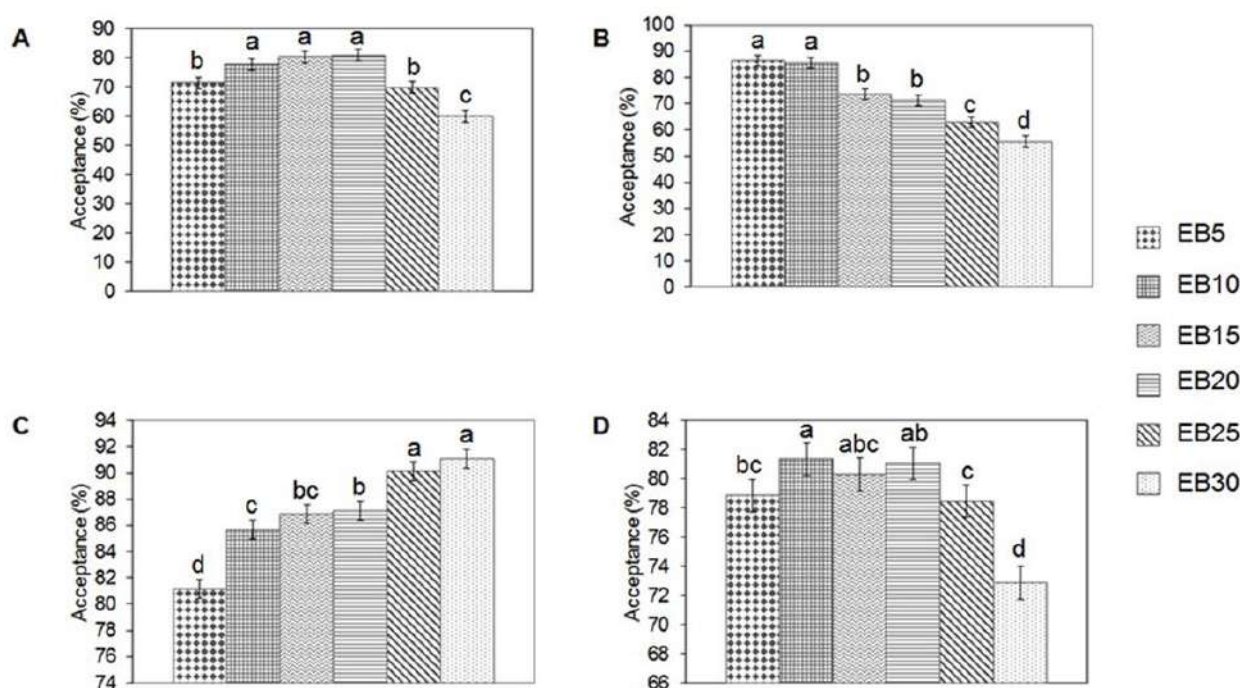 A
Acceptance (%)
90
80
70
60
50
40
30
20
10
0
b
a
a
a
b
c
B
Acceptance (%)
100
90
80
70
60
50
40
30
20
10
0
a
a
b
b
c
d
C
Acceptance (%)
94
92
90
88
86
84
82
80
78
76
74
d
c
bc
b
a
a
D
Acceptance (%)
84
82
80
78
76
74
72
70
68
66
bc
a
abc
ab
c
d
EB5
EB10
EB15
EB20
EB25
EB30